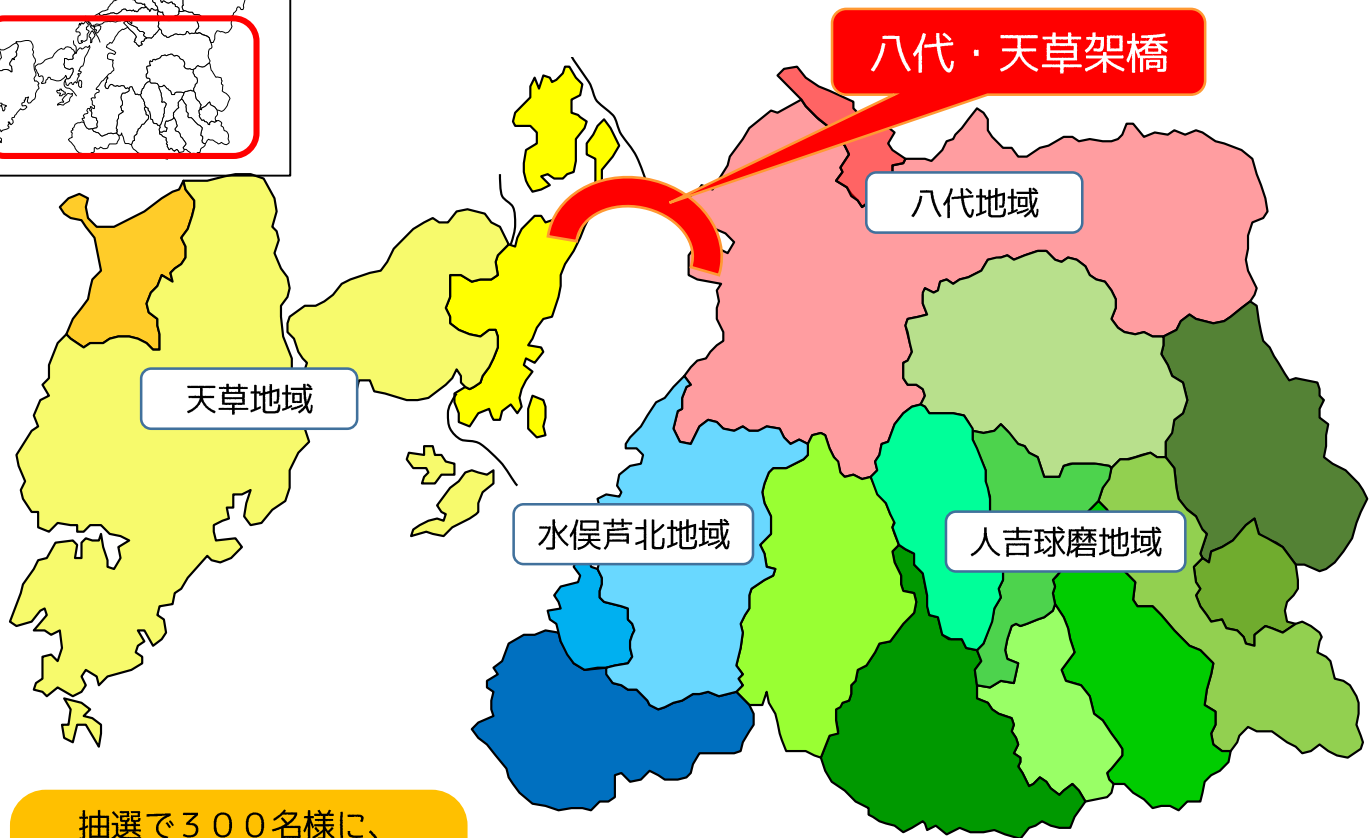 八代・天草架橋
八代地域
天草地域
水俣芦北地域
人吉球磨地域
抽選で３００名様に、